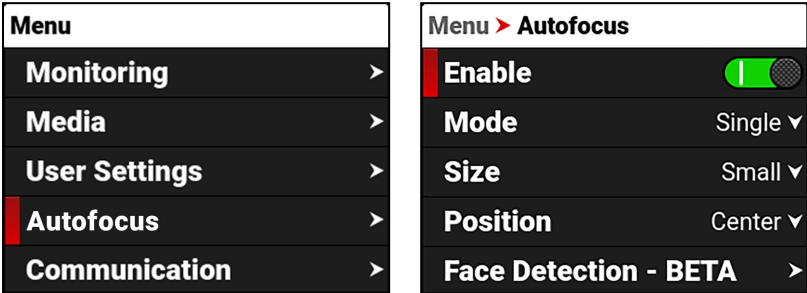 Menu
Monitoring
Media
User Settings
Autofocus
Communication
Menu Autofocus
Enable
Mode Single
Size Small
Position Center
Face Detection - BETA